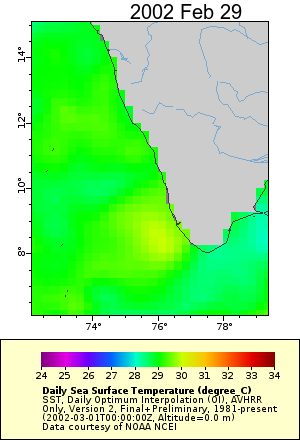 2002 Feb 29
14°
12°
10°
8°
74° 76° 78°
24 25 26 27 28 29 30 31 32 33 34
Daily Sea Surface Temperature (degree_C)
SST, Daily Optimum Interpolation (OI), AVHRR
Only, Version 2, Final+Preliminary, 1981-present
(2002-03-01T00:00:00Z, Altitude=0.0 m)
Data courtesy of NOAA NCEI